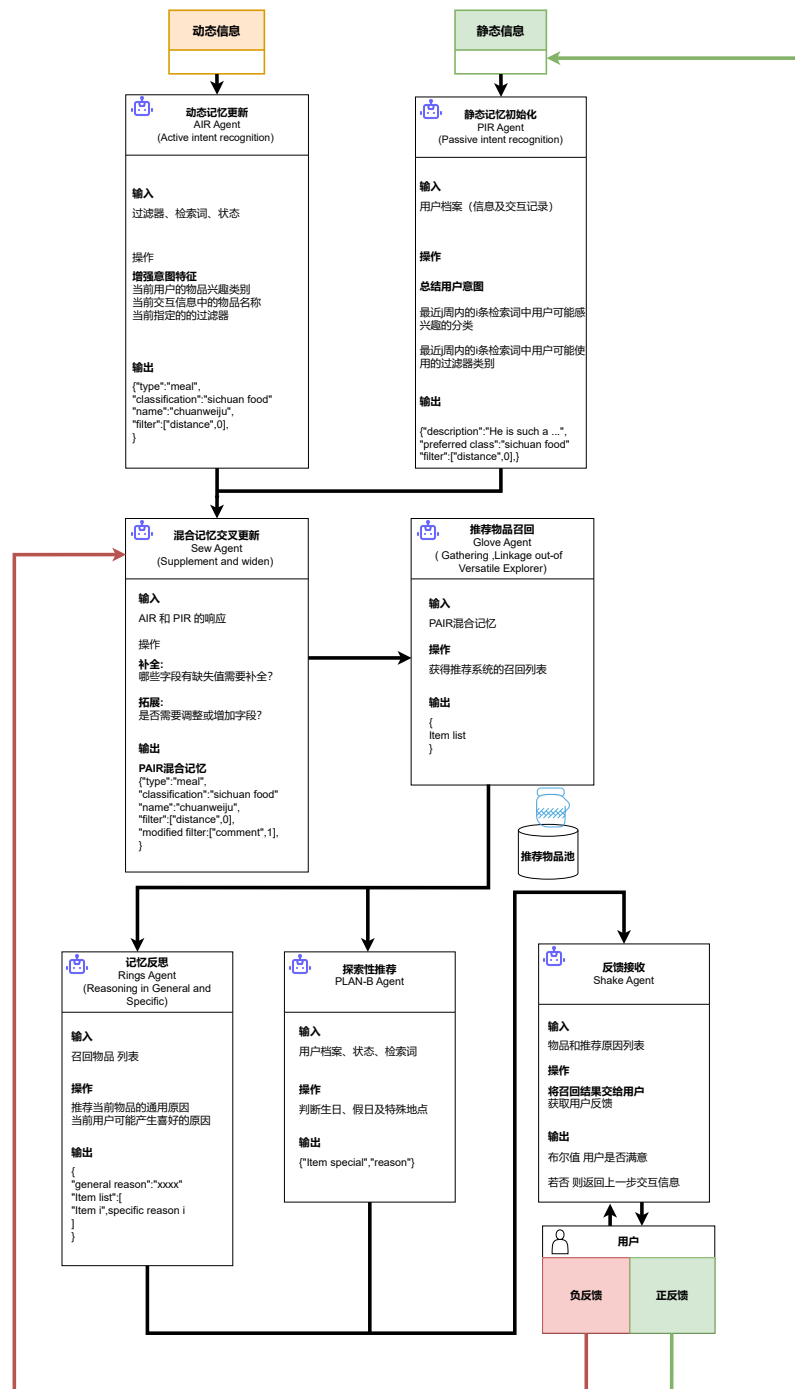 动态信息
静态信息
动态记忆更新
AIR Agent
(Active intent recognition)
输入
过滤器、检索词、状态
操作
增强意图特征
当前用户的物品兴趣类别
当前交互信息中的物品名称
当前指定的的过滤器
输出
{"type":"meal",
"classification":"sichuan food"
"name":"chuanweiju",
"filter":["distance",0],
}
静态记忆初始化
PIR Agent
(Passive intent recognition)
输入
用户档案（信息及交互记录）
操作
总结用户意图
最近j周内的i条检索词中用户可能感
兴趣的分类
最近j周内的i条检索词中用户可能使
用的过滤器类别
输出
{"description":"He is such a ...",
"preferred class":"sichuan food"
"filter":["distance",0],}
混合记忆交叉更新
Sew Agent
(Supplement and widen)
输入
AIR 和 PIR 的响应
操作
补全:
哪些字段有缺失值需要补全?
拓展:
是否需要调整或增加字段?
输出
PAIR混合记忆
{"type":"meal",
"classification":"sichuan food"
"name":"chuanweiju",
"filter":["distance",0],
"modified filter:["comment",1],
}
推荐物品召回
Glove Agent
( Gathering ,Linkage out-of
Versatile Explorer)
输入
PAIR混合记忆
操作
获得推荐系统的召回列表
输出
{
Item list
}
推荐物品池
记忆反思
Rings Agent
(Reasoning in General and
Specific)
输入
召回物品 列表
操作
推荐当前物品的通用原因
当前用户可能产生喜好的原因
输出
{
"general reason":"xxxx"
"Item list":[
"Item i",specific reason i
]
}
探索性推荐
PLAN-B Agent
输入
用户档案、状态、检索词
操作
判断生日、假日及特殊地点
输出
{"Item special","reason"}
反馈接收
Shake Agent
输入
物品和推荐原因列表
操作
将召回结果交给用户
获取用户反馈
输出
布尔值 用户是否满意
若否 则返回上一步交互信息
用户
负反馈
正反馈